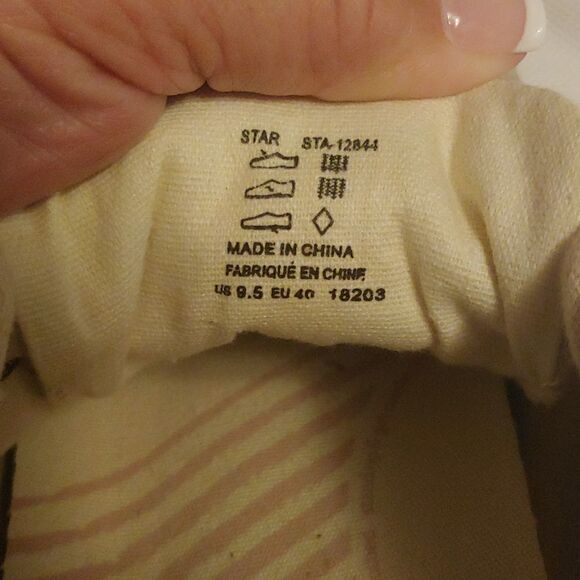 STAR STA-12844
MADE IN CHINA
FABRIQUÉ EN CHINE
US 9.5 EU 40 18203